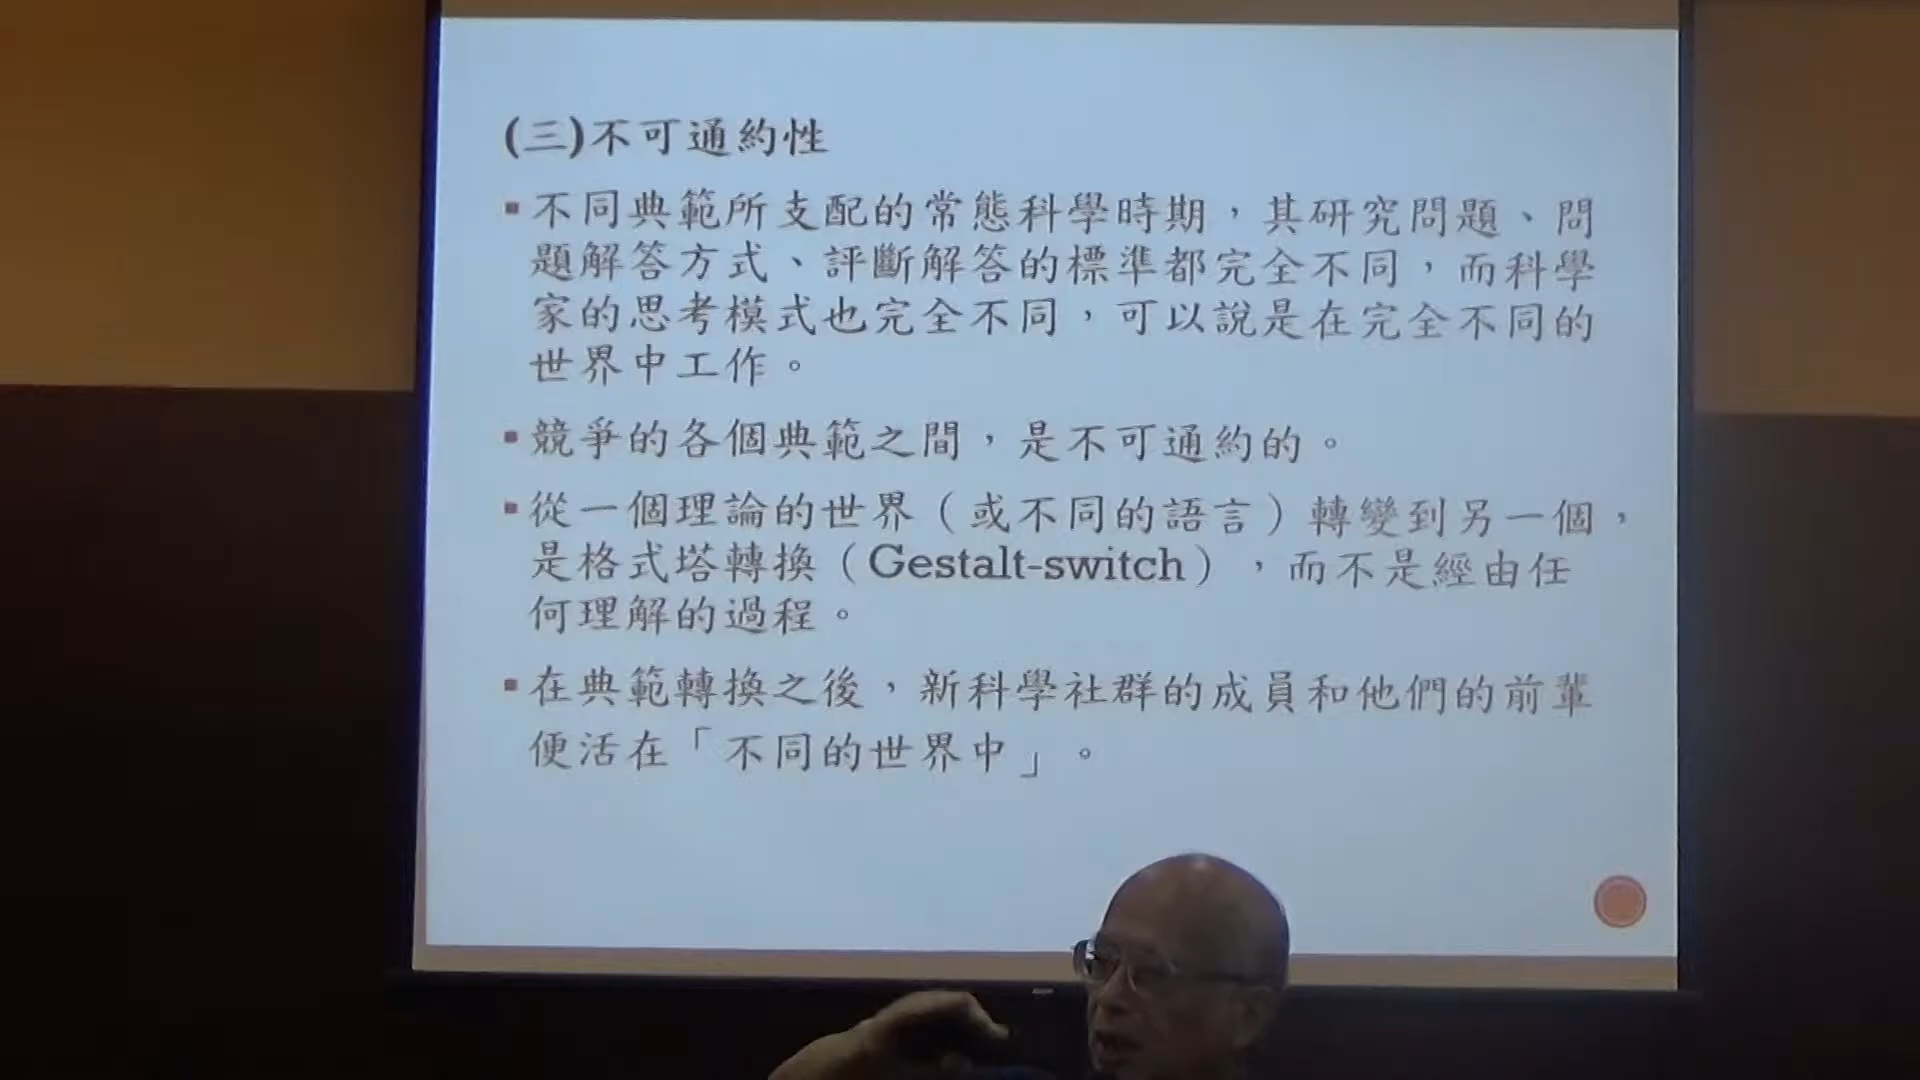 (三)不可通約性
▪不同典範所支配的常態科學時期，其研究問題、問
題解答方式、評斷解答的標準都完全不同，而科學
家的思考模式也完全不同，可以說是在完全不同的
世界中工作。
▪競爭的各個典範之間，是不可通約的。
▪從一個理論的世界（或不同的語言）轉變到另一個，
是格式塔轉換（Gestalt-switch），而不是經由任
何理解的過程。
▪在典範轉換之後，新科學社群的成員和他們的前輩
便活在「不同的世界中」。